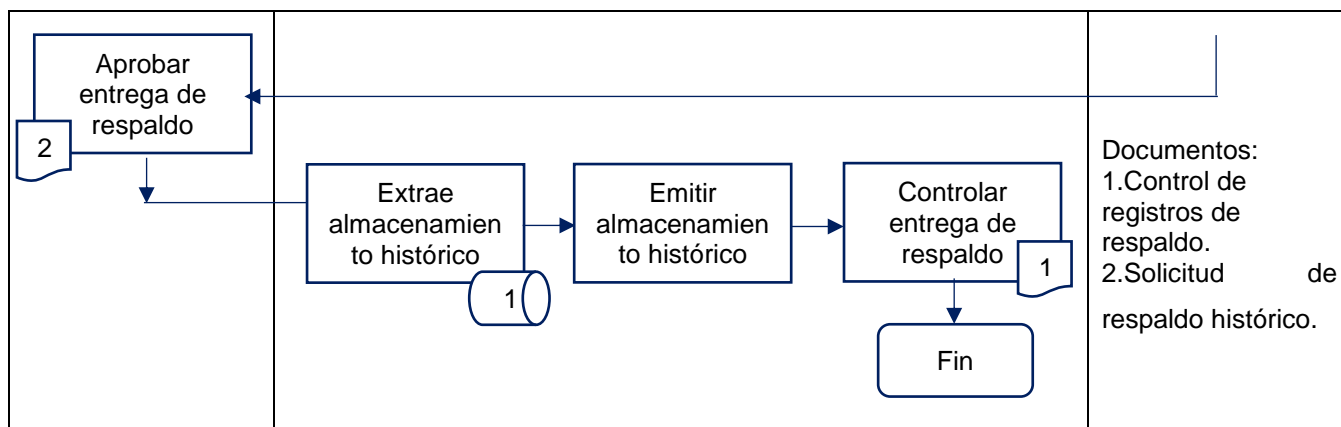 Aprobar
entrega de
respaldo
2
Extrae
almacenamien
to histórico
1
Emitir
almacenamien
to histórico
Controlar
entrega de
respaldo
1
Fin
Documentos:
1.Control de
registros de
respaldo.
2.Solicitud de
respaldo histórico.